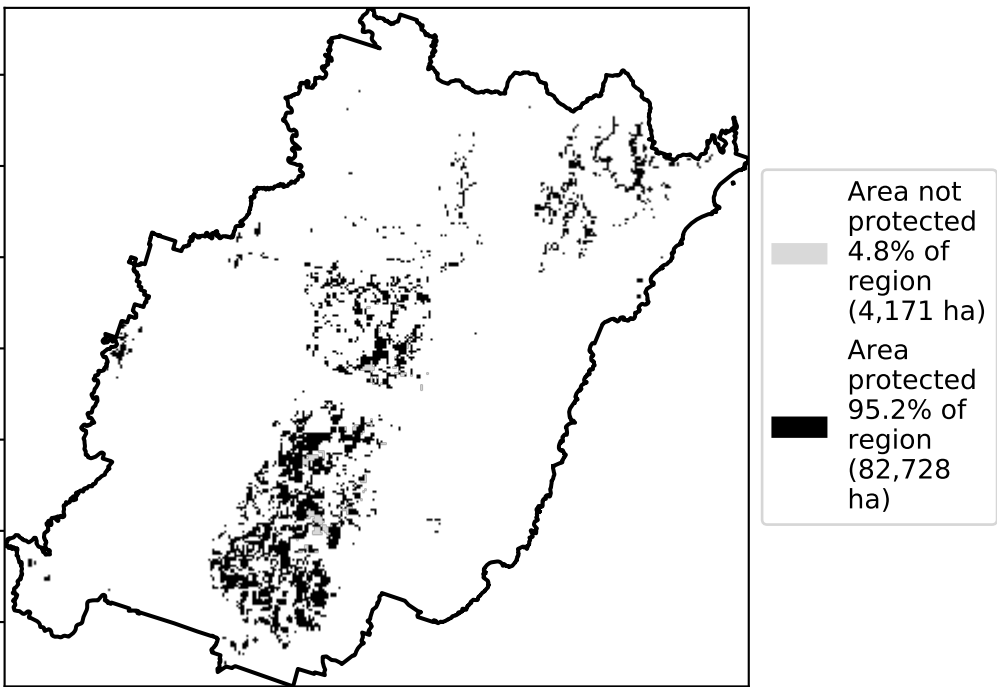 Area not
protected
4.8% of
region
(4,171 ha)
Area
protected
95.2% of
region
(82,728
ha)